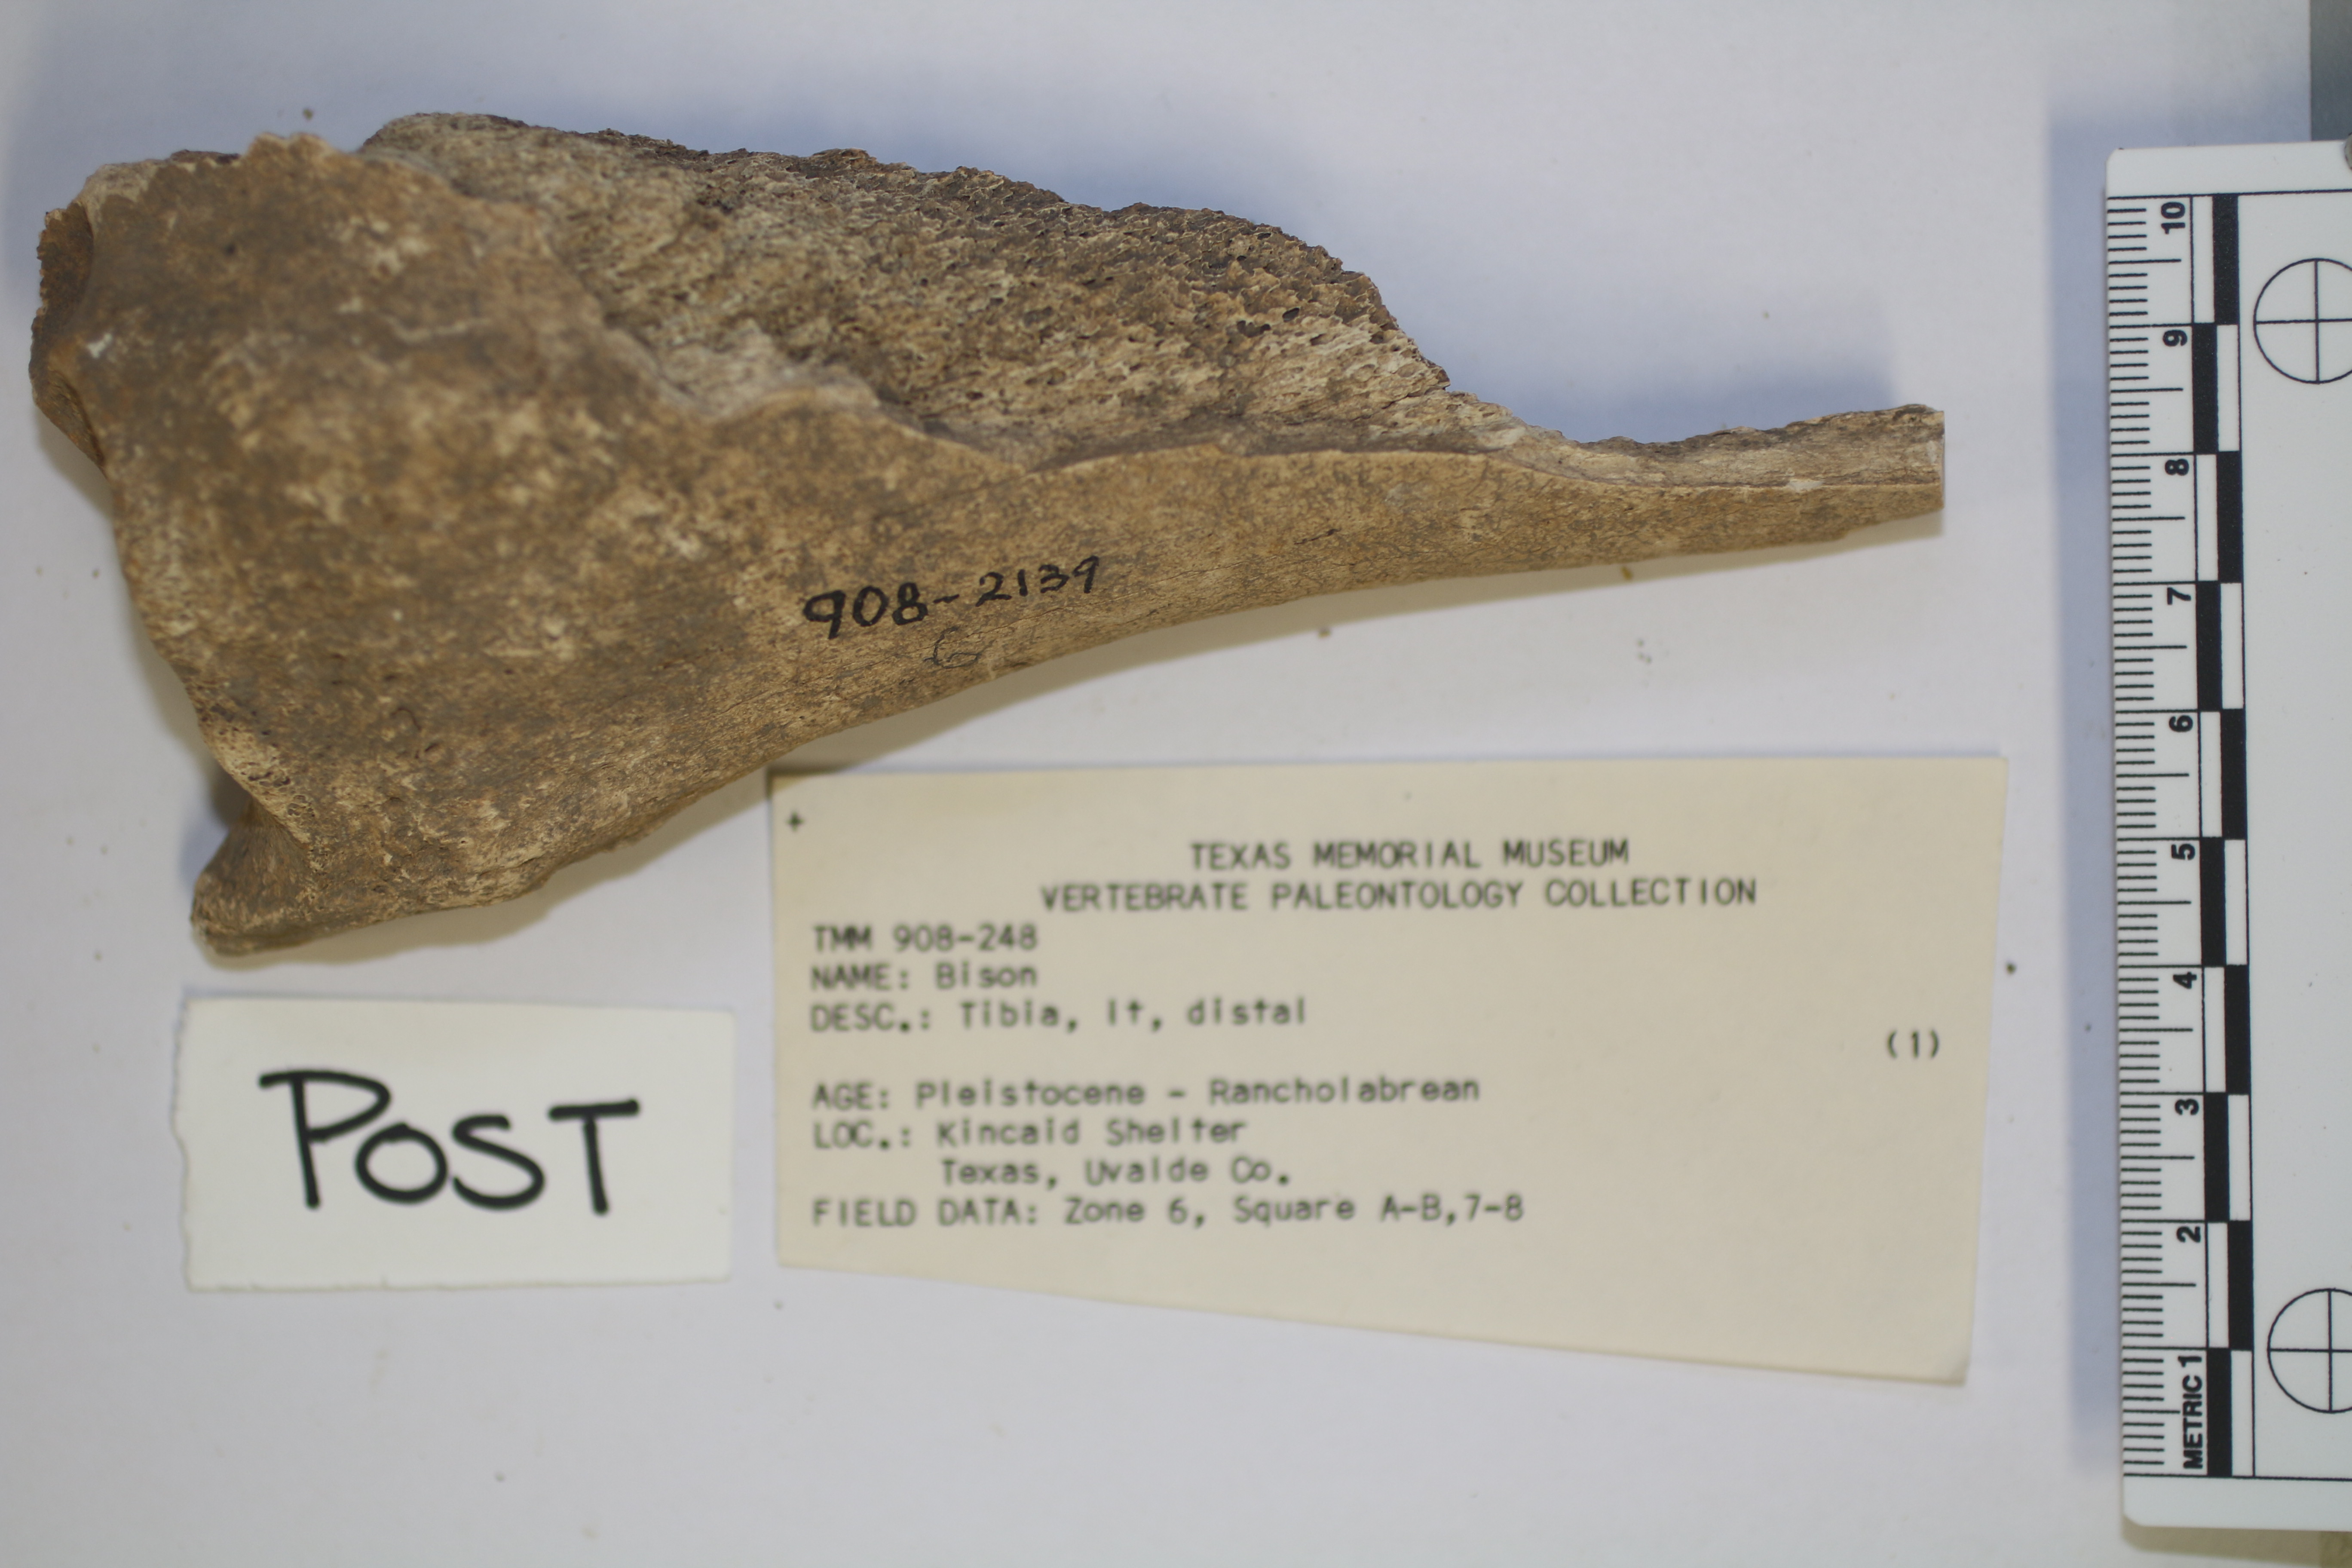 908-2139
6
TEXAS MEMORIAL MUSEUM
VERTEBRATE PALEONTOLOGY COLLECTION
TMM 908-248
NAME: Bison
DESC.: Tibia, lt, distal
(1)
AGE: Pleistocene - Rancholabrean
LOC.: Kincaid Shelter
Texas, Uvalde Co.
FIELD DATA: Zone 6, Square A-B,7-8
POST
10
9
8
7
6
5
4
3
2
METRIC 1